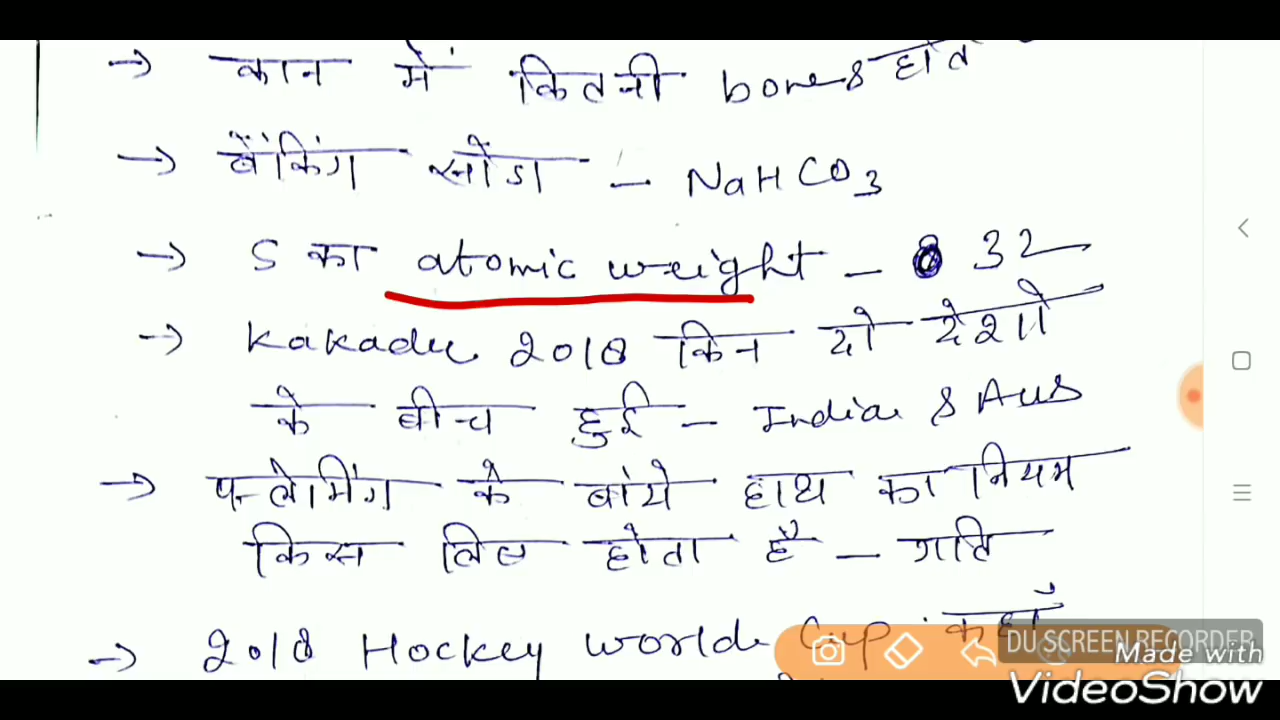 → कान में कितनी bones होते
→ बैंकिंग सोडा - NaHCO3
→ S का atomic weight - 32
→ Kakadu 2018 किन दो देशो
के बीच हुई - India & Aus
→ फ्लेमिंग के बांये हाथ का नियम
किस लिए होता है - गति
→ 2018 Hockey world Cup कहाँ
DU SCREEN RECORDER
Made with
VideoShow